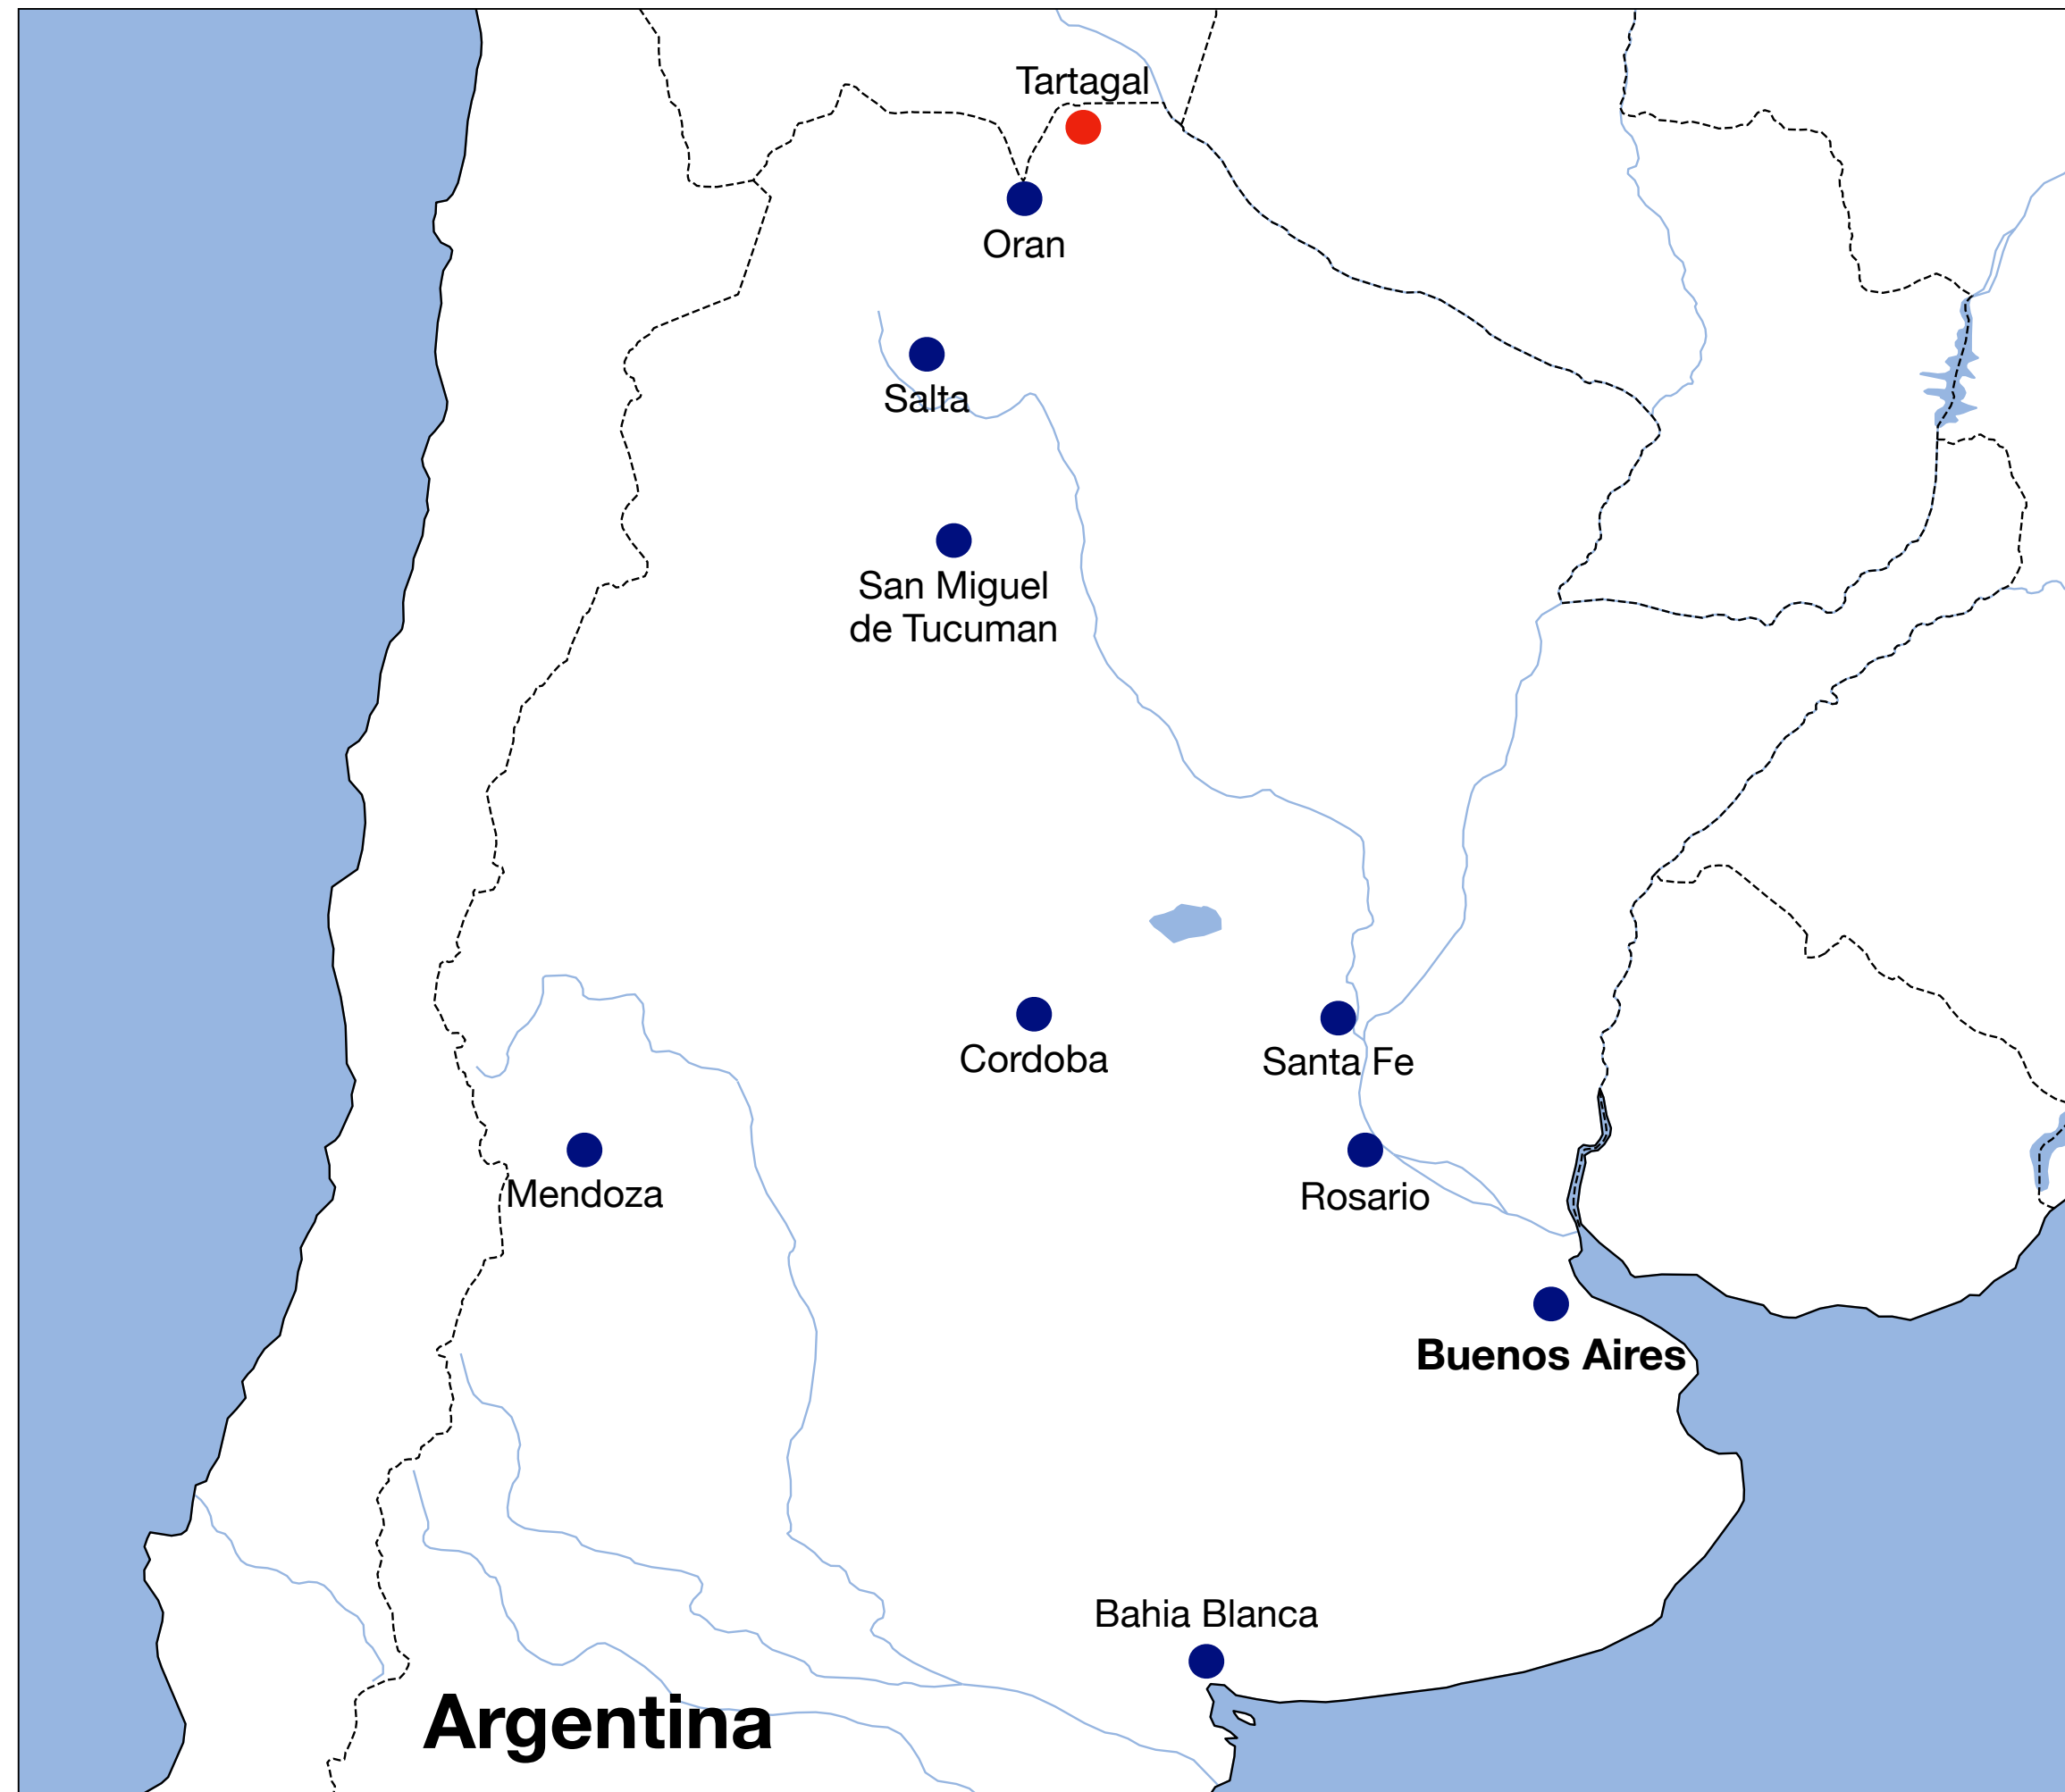 Tartagal
Oran
Salta
San Miguel
de Tucuman
Cordoba
Santa Fe
Mendoza
Rosario
Buenos Aires
Bahia Blanca
Argentina